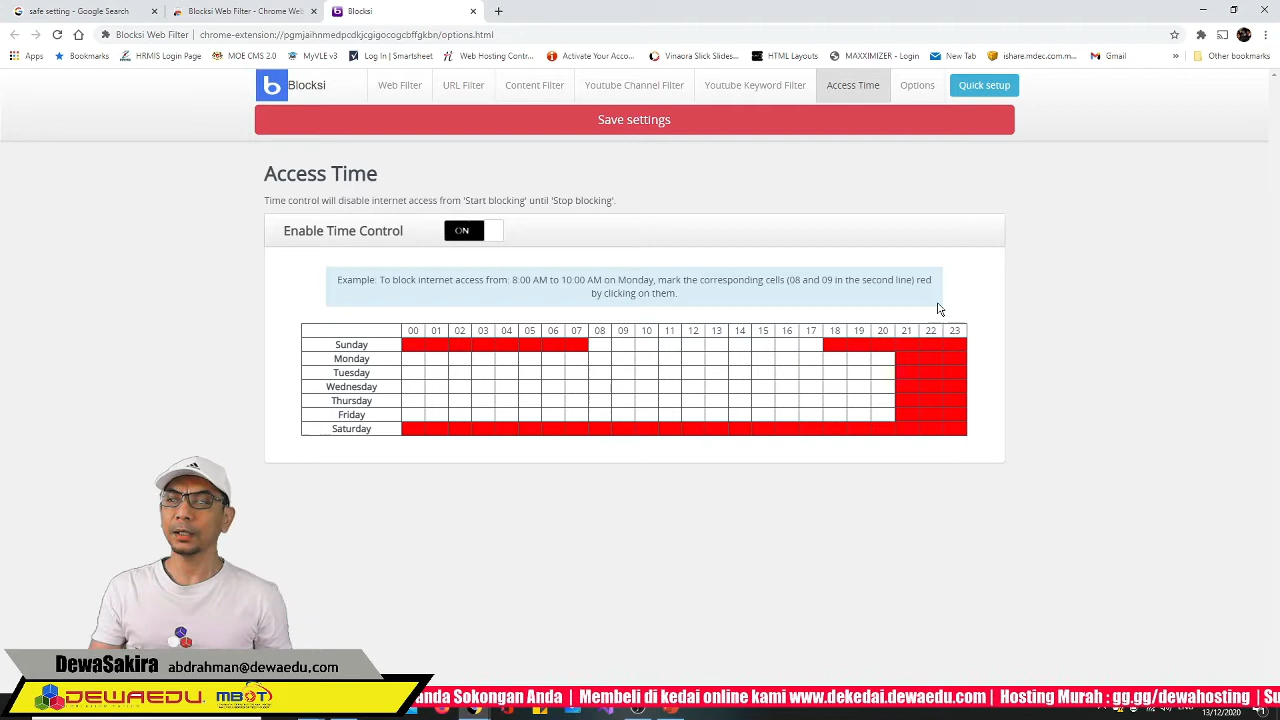 safe setting - Google Search
Blocksi Web Filter - Chrome Web
Blocksi
Blocksi Web Filter | chrome-extension://pgmjaihnmedpcdkjcgigocogcbffgkbn/options.html
Apps Bookmarks HRMIS Login Page MOE CMS 2.0 MyVLE v3 Log In | Smartsheet Web Hosting Contr... Activate Your Acco... Vinaora Slick Slides... HTML Layouts MAXXIMIZER - Login New Tab ishare.mdec.com.m... Gmail » Other bookmarks
b Blocksi Web Filter URL Filter Content Filter Youtube Channel Filter Youtube Keyword Filter Access Time Options Quick setup
Save settings
Access Time
Time control will disable internet access from 'Start blocking' until 'Stop blocking'.
Enable Time Control ON
Example: To block internet access from: 8:00 AM to 10:00 AM on Monday, mark the corresponding cells (08 and 09 in the second line) red
by clicking on them.
00 01 02 03 04 05 06 07 08 09 10 11 12 13 14 15 16 17 18 19 20 21 22 23
Sunday
Monday
Tuesday
Wednesday
Thursday
Friday
Saturday
DewaSakira abdrahman@dewaedu.com
DEWAEDU MBOT
anda Sokongan Anda | Membeli di kedai online kami www.dekedai.dewaedu.com | Hosting Murah : gg.gg/dewahosting | Su
13/12/2020